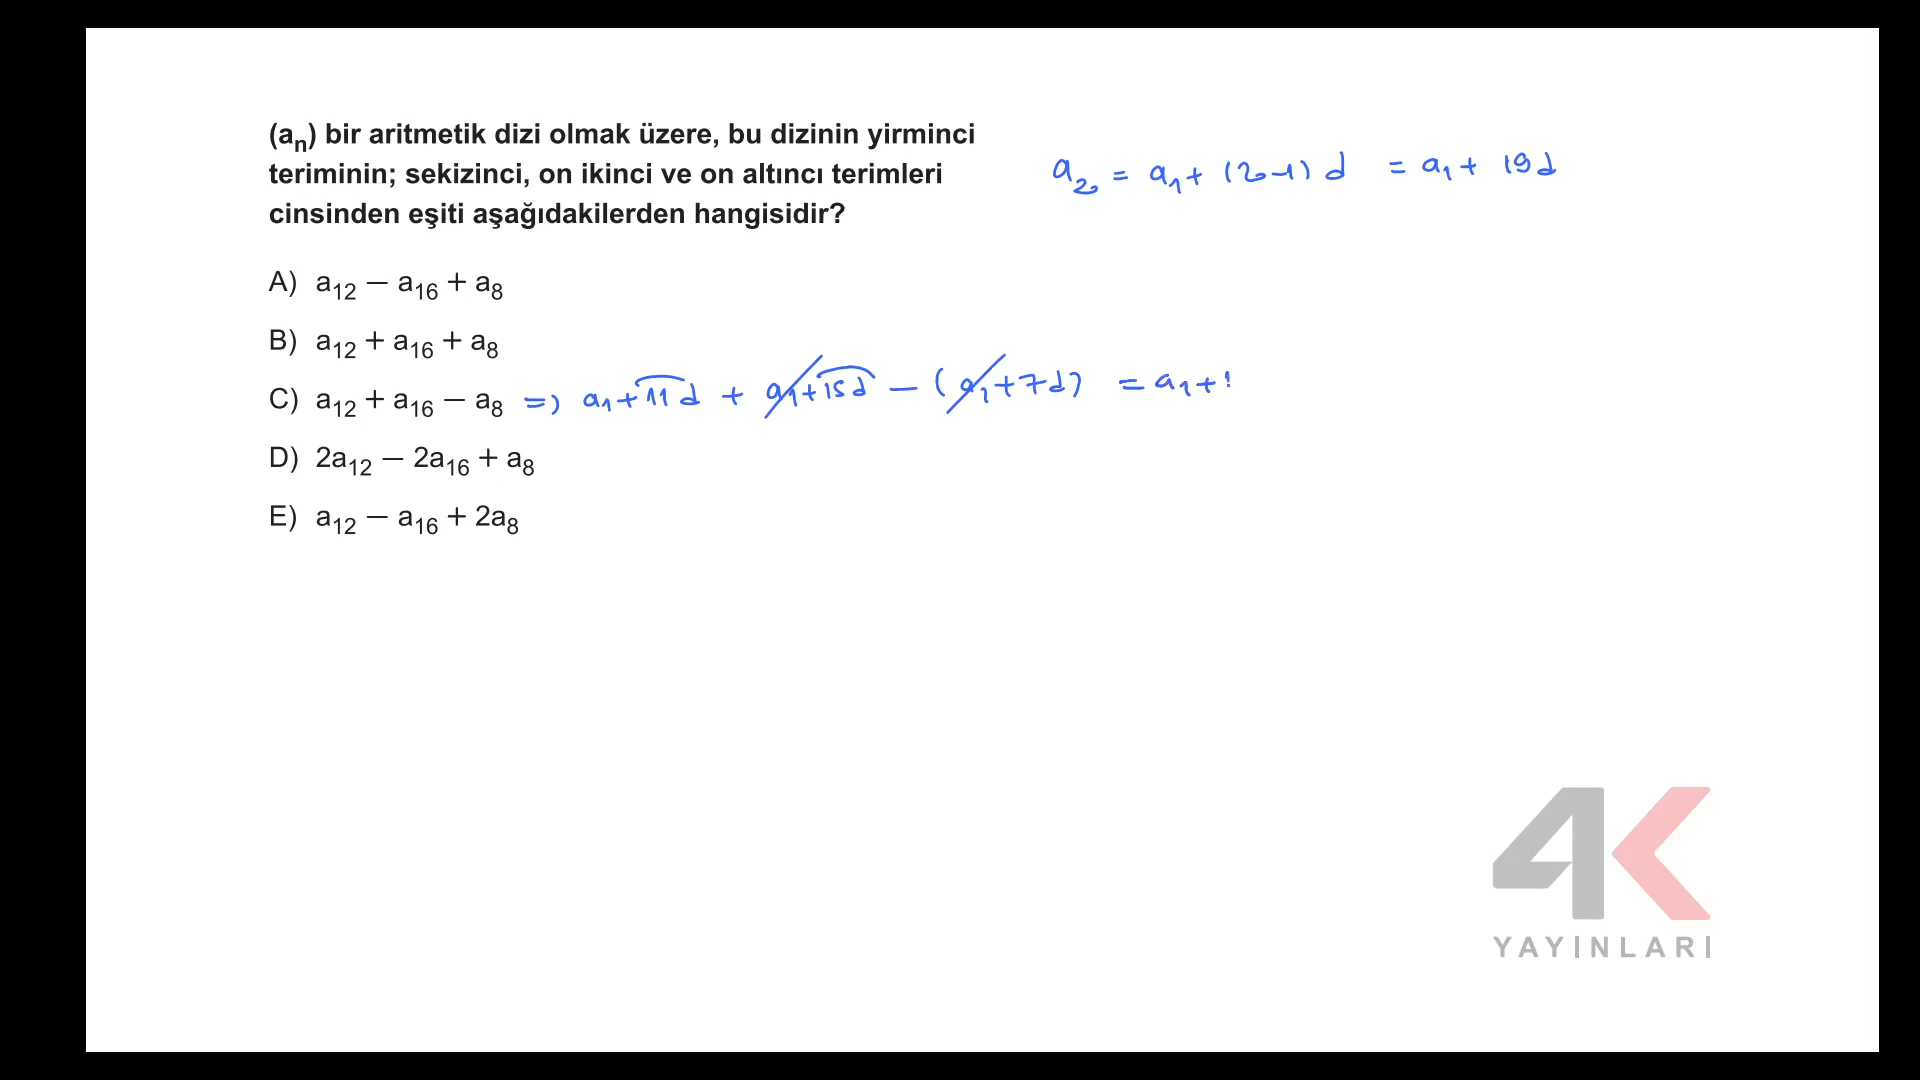 (aₙ) bir aritmetik dizi olmak üzere, bu dizinin yirminci
teriminin; sekizinci, on ikinci ve on altıncı terimleri
cinsinden eşiti aşağıdakilerden hangisidir?
a₂₀ = a₁ + (20-1) d = a₁ + 19d
A) a₁₂ − a₁₆ + a₈
B) a₁₂ + a₁₆ + a₈
C) a₁₂ + a₁₆ − a₈ => a₁ + 11d + a₁ + 15d − (a₁ + 7d) = a₁ +
D) 2a₁₂ − 2a₁₆ + a₈
E) a₁₂ − a₁₆ + 2a₈
4K
YAYINLARI